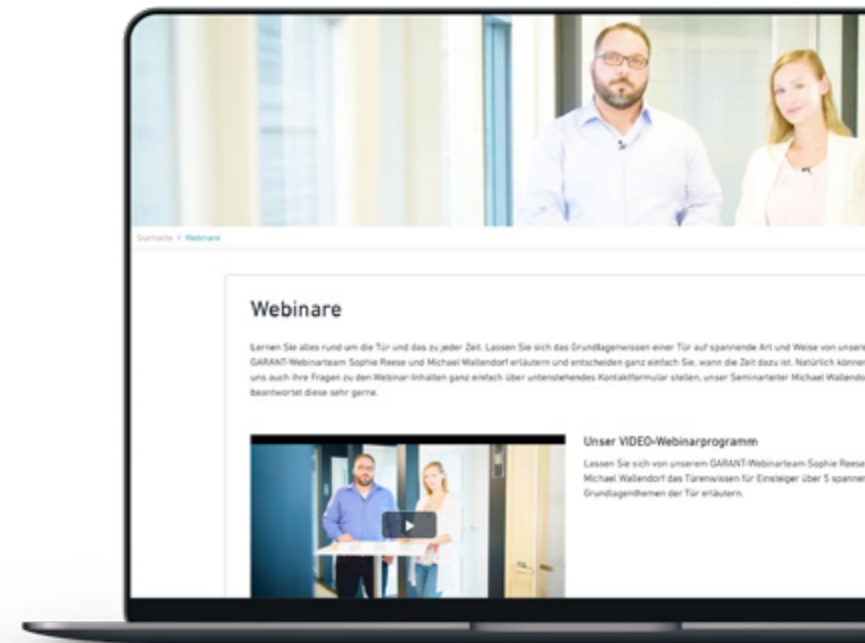 Startseite > Webinare
Webinare
Lernen Sie alles rund um die Tür und das zu jeder Zeit. Lassen Sie sich das Grundlagenwissen einer Tür auf spannende Art und Weise von unsere
GARANT-Webinarteam Sophie Reese und Michael Wallendorf erläutern und entscheiden ganz einfach Sie, wann die Zeit dazu ist. Natürlich können
uns auch ihre Fragen zu den Webinar-Inhalten ganz einfach über untenstehendes Kontaktformular stellen, unser Seminarleiter Michael Wallendo
beantwortet diese sehr gerne.
Unser VIDEO-Webinarprogramm
Lassen Sie sich von unserem GARANT-Webinarteam Sophie Reese
Michael Wallendorf das Türenwissen für Einsteiger über 5 spannen
Grundlagenthemen der Tür erläutern.